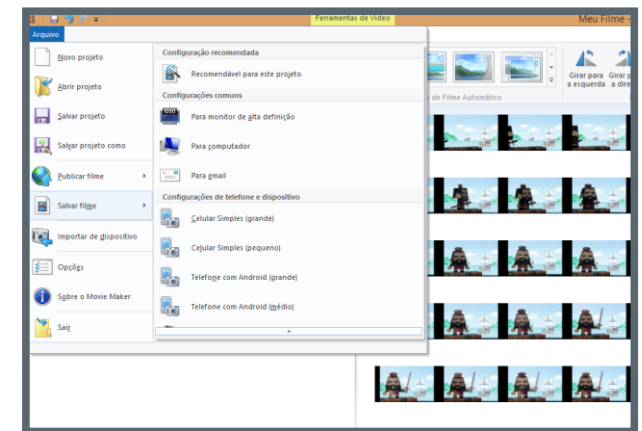 Ferramentas de Vídeo
Meu Filme -
Arquivo
Novo projeto
Abrir projeto
Salvar projeto
Salvar projeto como
Publicar filme
Salvar filme
Importar de dispositivo
Opções
Sobre o Movie Maker
Sair
Configuração recomendada
Recomendável para este projeto
Configurações comuns
Para monitor de alta definição
Para computador
Para email
Configurações de telefone e dispositivo
Celular Simples (grande)
Celular Simples (pequeno)
Telefone com Android (grande)
Telefone com Android (médio)
de Filme Automático
Girar para
a esquerda
Girar p
a dire